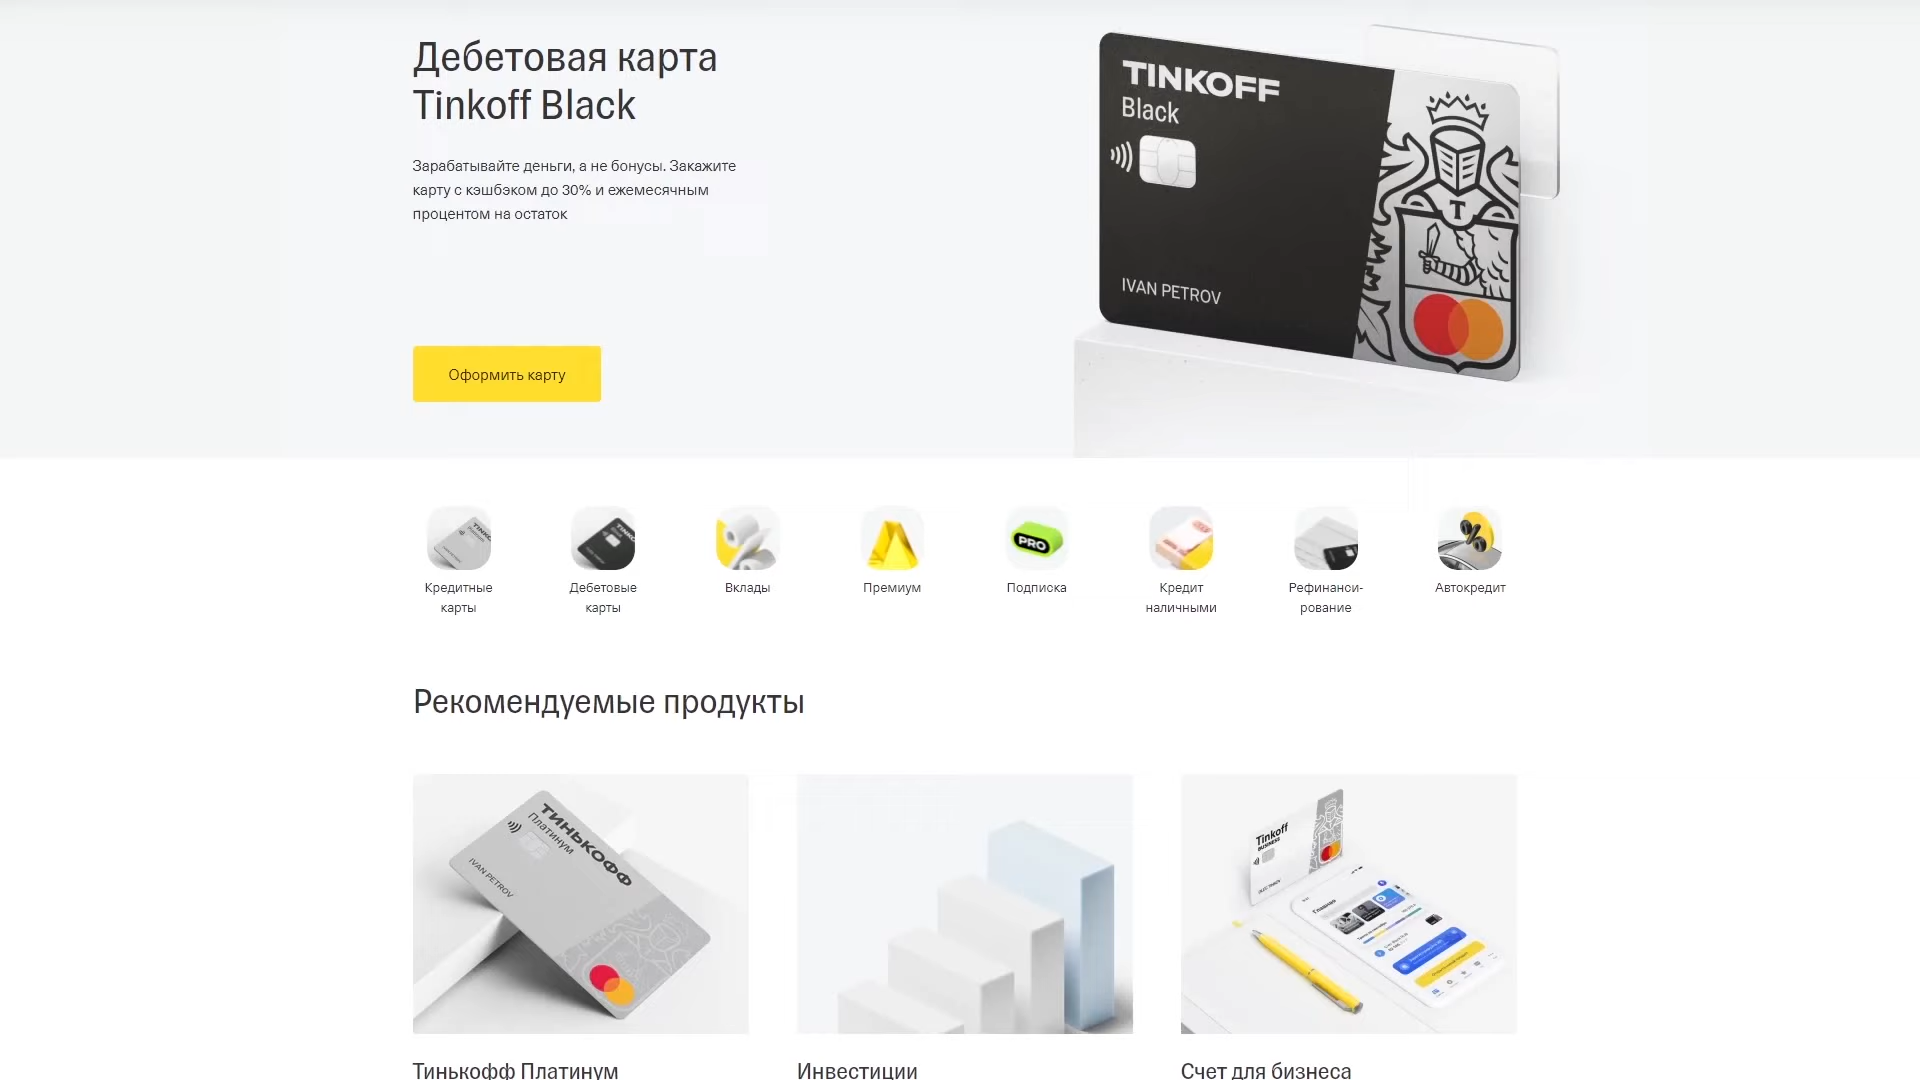 Дебетовая карта
Tinkoff Black
Зарабатывайте деньги, а не бонусы. Закажите
карту с кэшбэком до 30% и ежемесячным
процентом на остаток
Оформить карту
TINKOFF
Black
T
IVAN PETROV
PRO
Кредитные
карты
Дебетовые
карты
Вклады
Премиум
Подписка
Кредит
наличными
Рефинанси-
рование
Автокредит
Рекомендуемые продукты
ТИНЬКОФФ
Платинум
IVAN PETROV
Tinkoff
BUSINESS
Главная
Тинькофф Платинум
Инвестиции
Счет для бизнеса